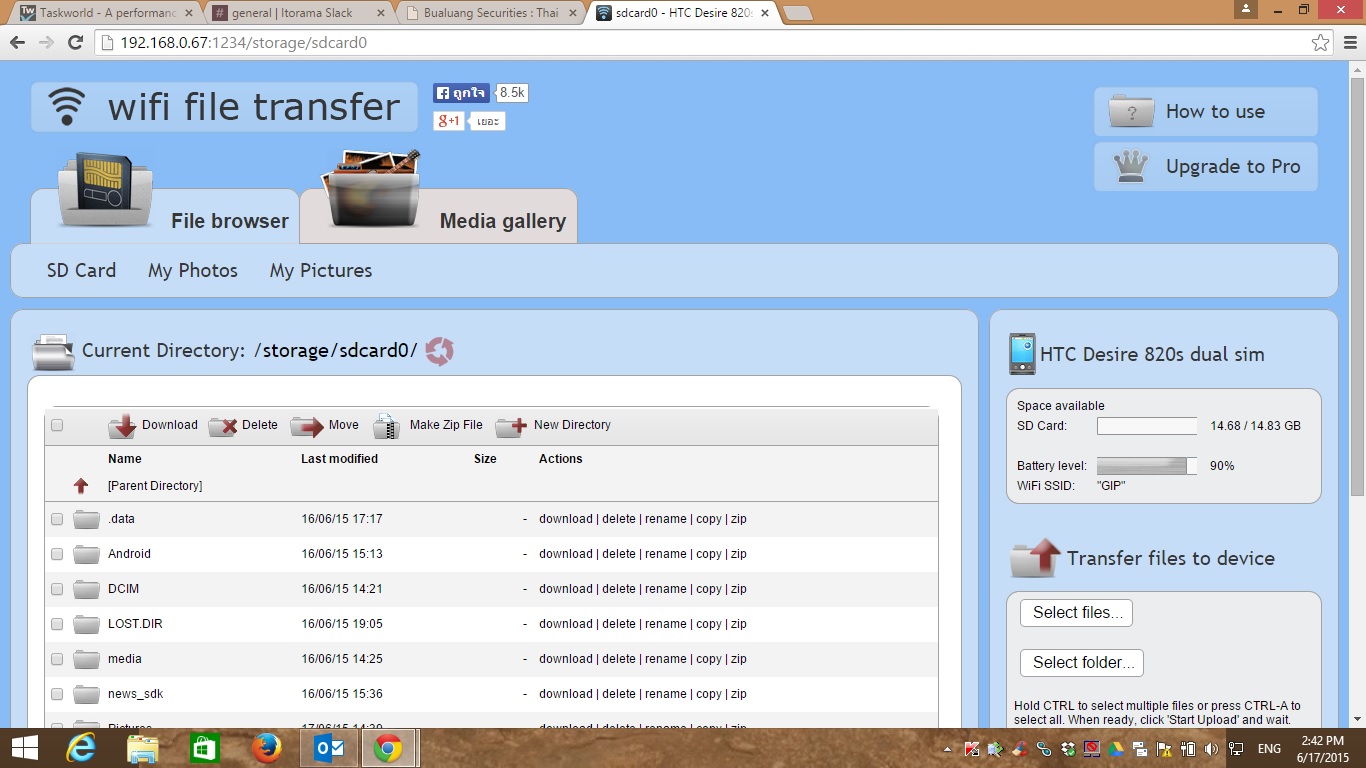 Taskworld - A performanc
general | Itorama Slack
Bualuang Securities : Thai
sdcard0 - HTC Desire 820s
192.168.0.67:1234/storage/sdcard0
wifi file transfer
ถูกใจ 8.5k
g+1 เยอะ
How to use
Upgrade to Pro
File browser
Media gallery
SD Card My Photos My Pictures
Current Directory: /storage/sdcard0/
Download Delete Move Make Zip File New Directory
Name Last modified Size Actions
[Parent Directory]
.data 16/06/15 17:17 - download | delete | rename | copy | zip
Android 16/06/15 15:13 - download | delete | rename | copy | zip
DCIM 16/06/15 14:21 - download | delete | rename | copy | zip
LOST.DIR 16/06/15 19:05 - download | delete | rename | copy | zip
media 16/06/15 14:25 - download | delete | rename | copy | zip
news_sdk 16/06/15 15:36 - download | delete | rename | copy | zip
Pictures 17/06/15 14:39 - download | delete | rename | copy | zip
HTC Desire 820s dual sim
Space available
SD Card: 14.68 / 14.83 GB
Battery level: 90%
WiFi SSID: "GIP"
Transfer files to device
Select files...
Select folder...
Hold CTRL to select multiple files or press CTRL-A to
select all. When ready, click 'Start Upload' and wait.
ENG
2:42 PM
6/17/2015